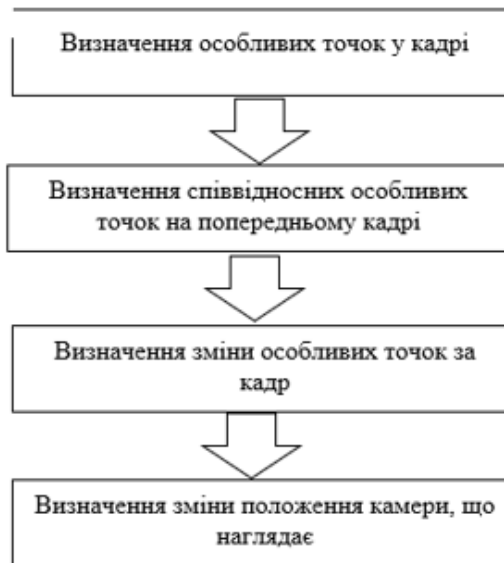 Визначення особливих точок у кадрі
Визначення співвідносних особливих
точок на попередньому кадрі
Визначення зміни особливих точок за
кадр
Визначення зміни положення камери, що
наглядає